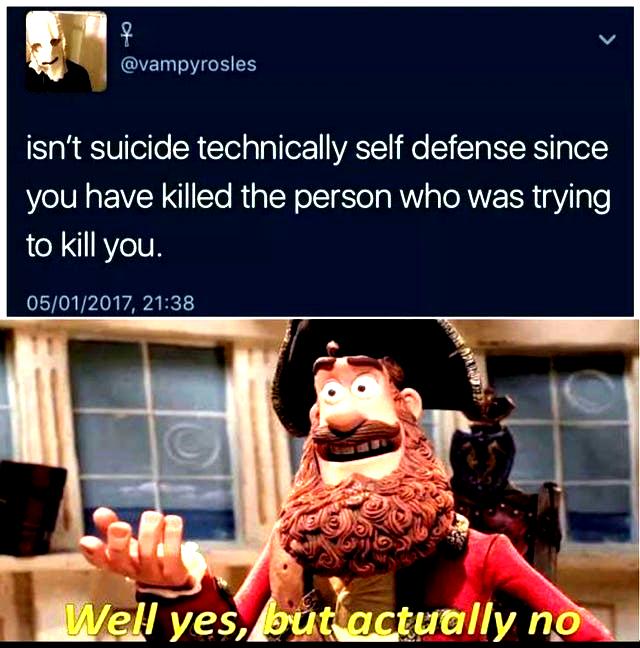 ☥
@vampyrosles
isn't suicide technically self defense since
you have killed the person who was trying
to kill you.
05/01/2017, 21:38
Well yes, but actually no